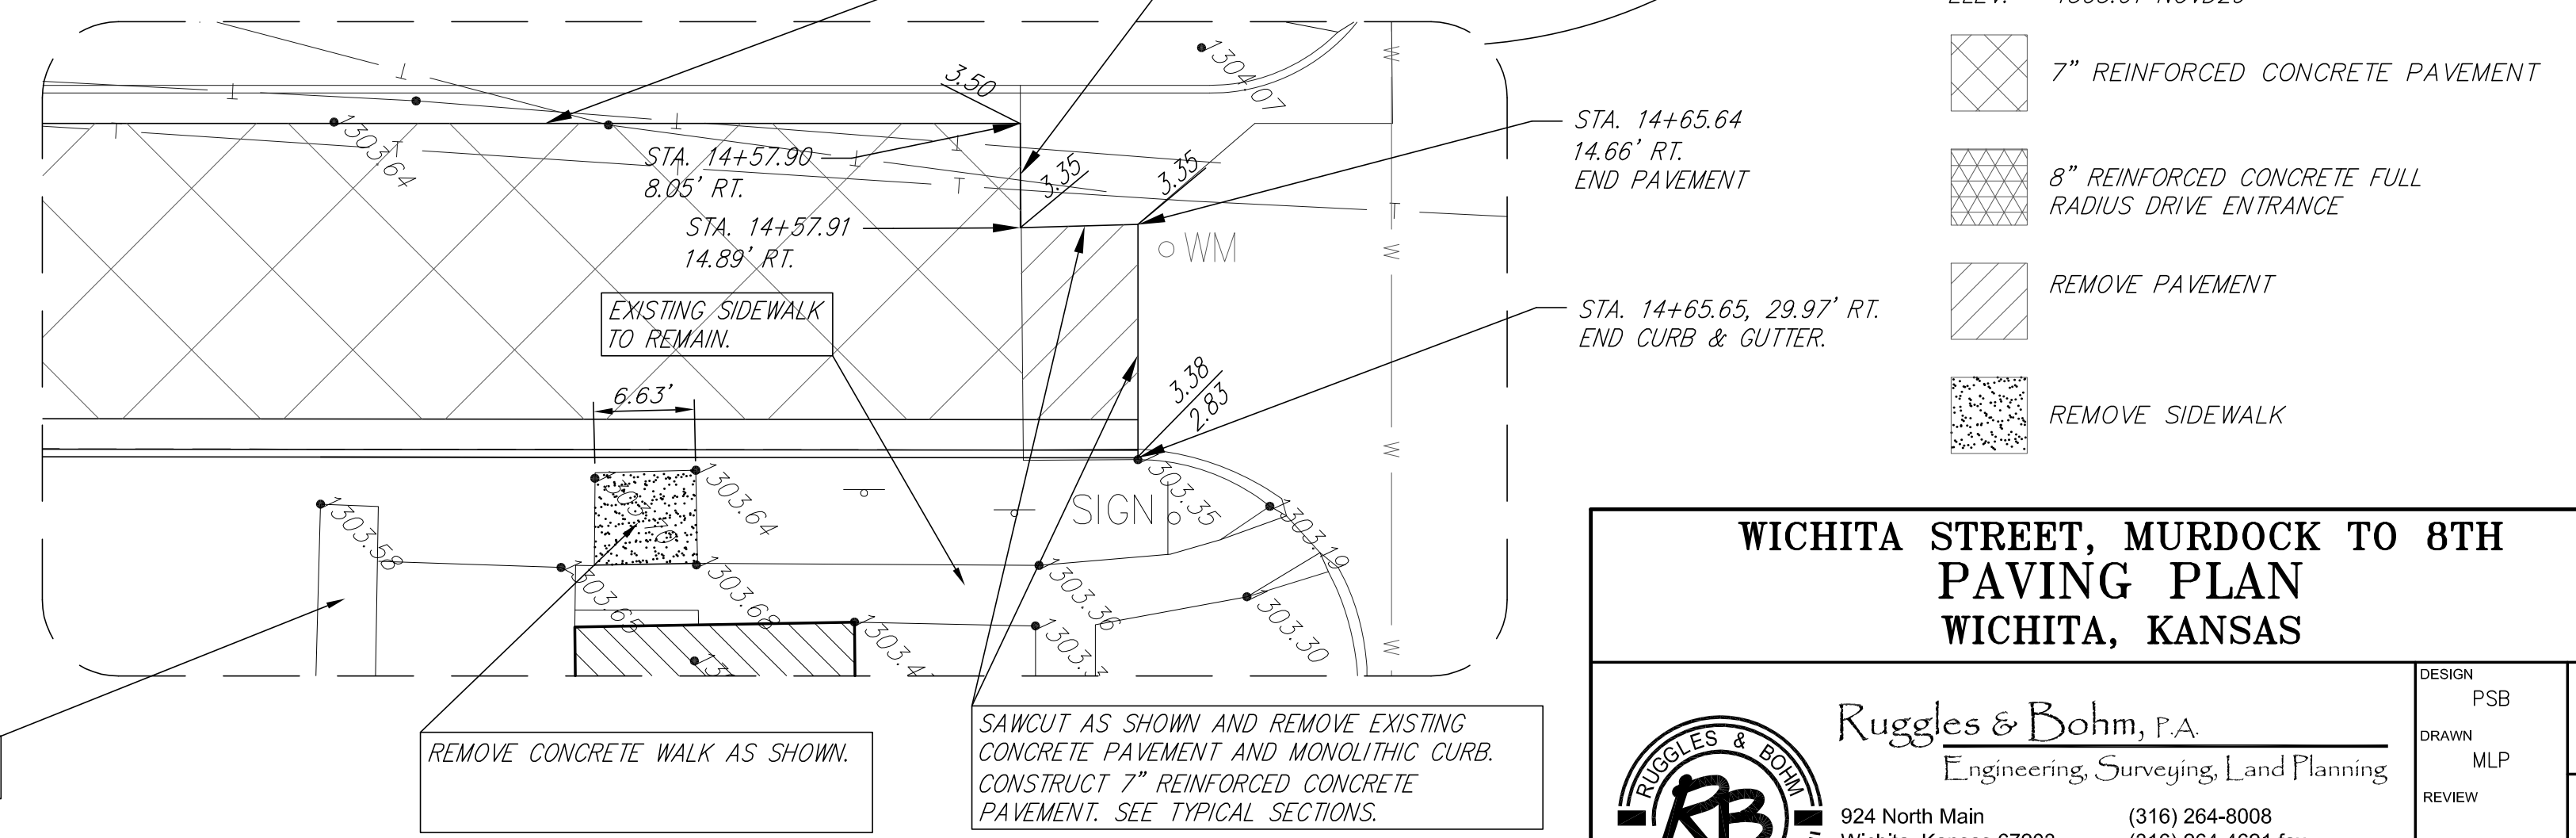 3.50
1304.07
1303.64
STA. 14+57.90
8.05' RT.
3.35
3.35
STA. 14+57.91
14.89' RT.
WM
W
W
W
W
STA. 14+65.64
14.66' RT.
END PAVEMENT
EXISTING SIDEWALK
TO REMAIN.
STA. 14+65.65, 29.97' RT.
END CURB & GUTTER.
6.63'
3.38
2.83
1303.58
1303.70
1303.64
SIGN
1303.35
1303.19
1303.65
1303.68
1303.36
1303.30
1303.4
1303.3
REMOVE CONCRETE WALK AS SHOWN.
SAWCUT AS SHOWN AND REMOVE EXISTING
CONCRETE PAVEMENT AND MONOLITHIC CURB.
CONSTRUCT 7" REINFORCED CONCRETE
PAVEMENT. SEE TYPICAL SECTIONS.
7" REINFORCED CONCRETE PAVEMENT
8" REINFORCED CONCRETE FULL
RADIUS DRIVE ENTRANCE
REMOVE PAVEMENT
REMOVE SIDEWALK
WICHITA STREET, MURDOCK TO 8TH
PAVING PLAN
WICHITA, KANSAS
RUGGLES & BOHM
RB
Ruggles & Bohm, P.A.
Engineering, Surveying, Land Planning
924 North Main (316) 264-8008
DESIGN
PSB
DRAWN
MLP
REVIEW